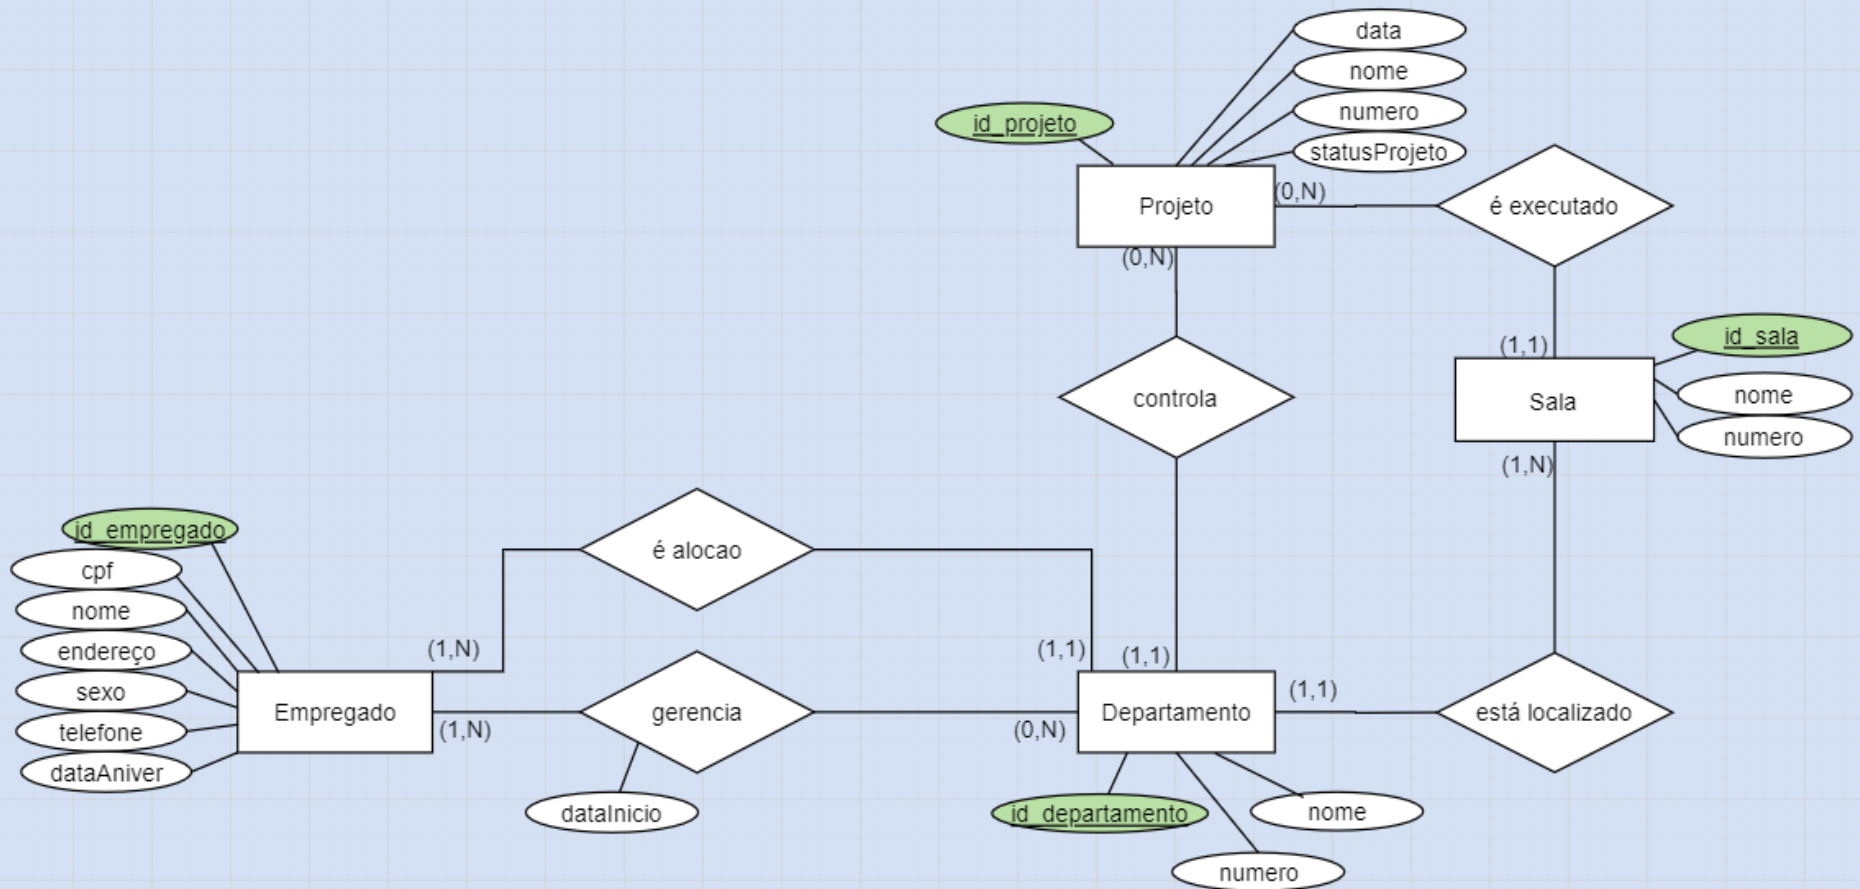 data
nome
numero
statusProjeto
id_projeto
Projeto
(0,N)
é executado
(0,N)
controla
(1,1)
id_sala
Sala
nome
numero
(1,N)
id_empregado
cpf
nome
endereço
sexo
telefone
dataAniver
é alocao
(1,N)
(1,1)
(1,1)
Empregado
(1,N)
gerencia
(0,N)
Departamento
(1,1)
está localizado
dataInicio
id_departamento
nome
numero